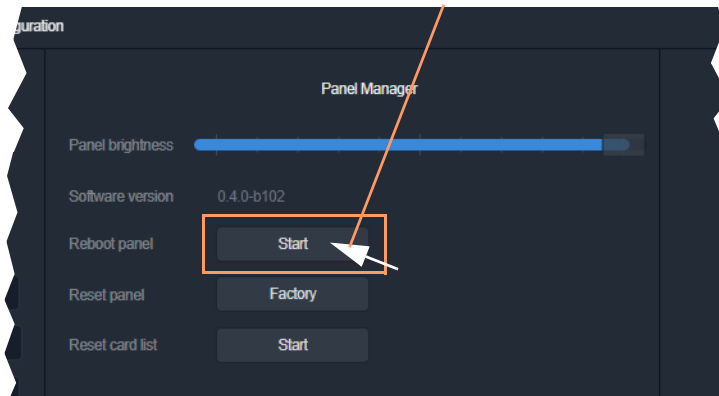 guration
Panel Manager
Panel brightness
Software version 0.4.0-b102
Reboot panel Start
Reset panel Factory
Reset card list Start